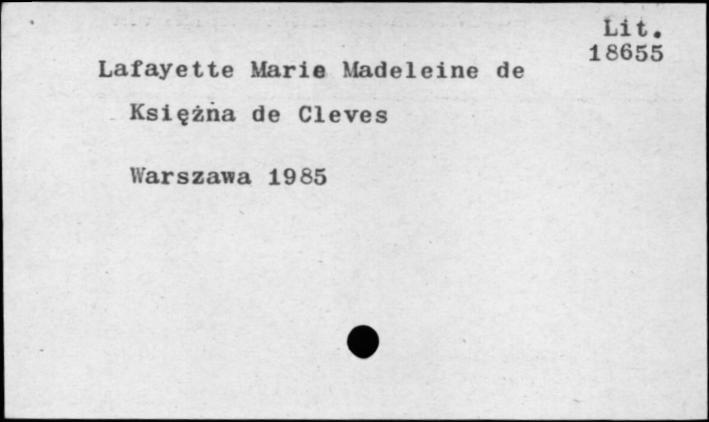 Lit.
18655
Lafayette Marie Madeleine de
Księżna de Cleves
Warszawa 1985